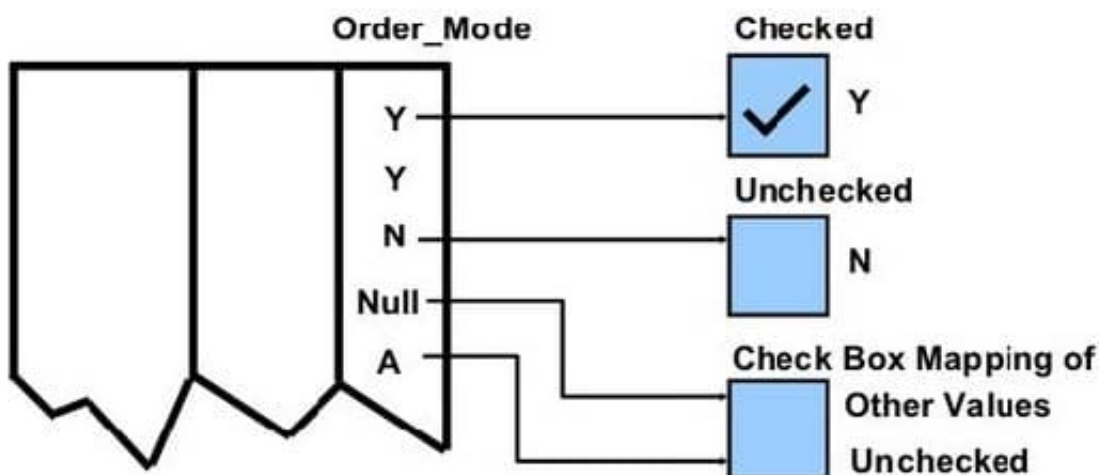 Order_Mode
Checked
Y
Y
Y
Unchecked
N
N
Null
A
Check Box Mapping of
Other Values
Unchecked